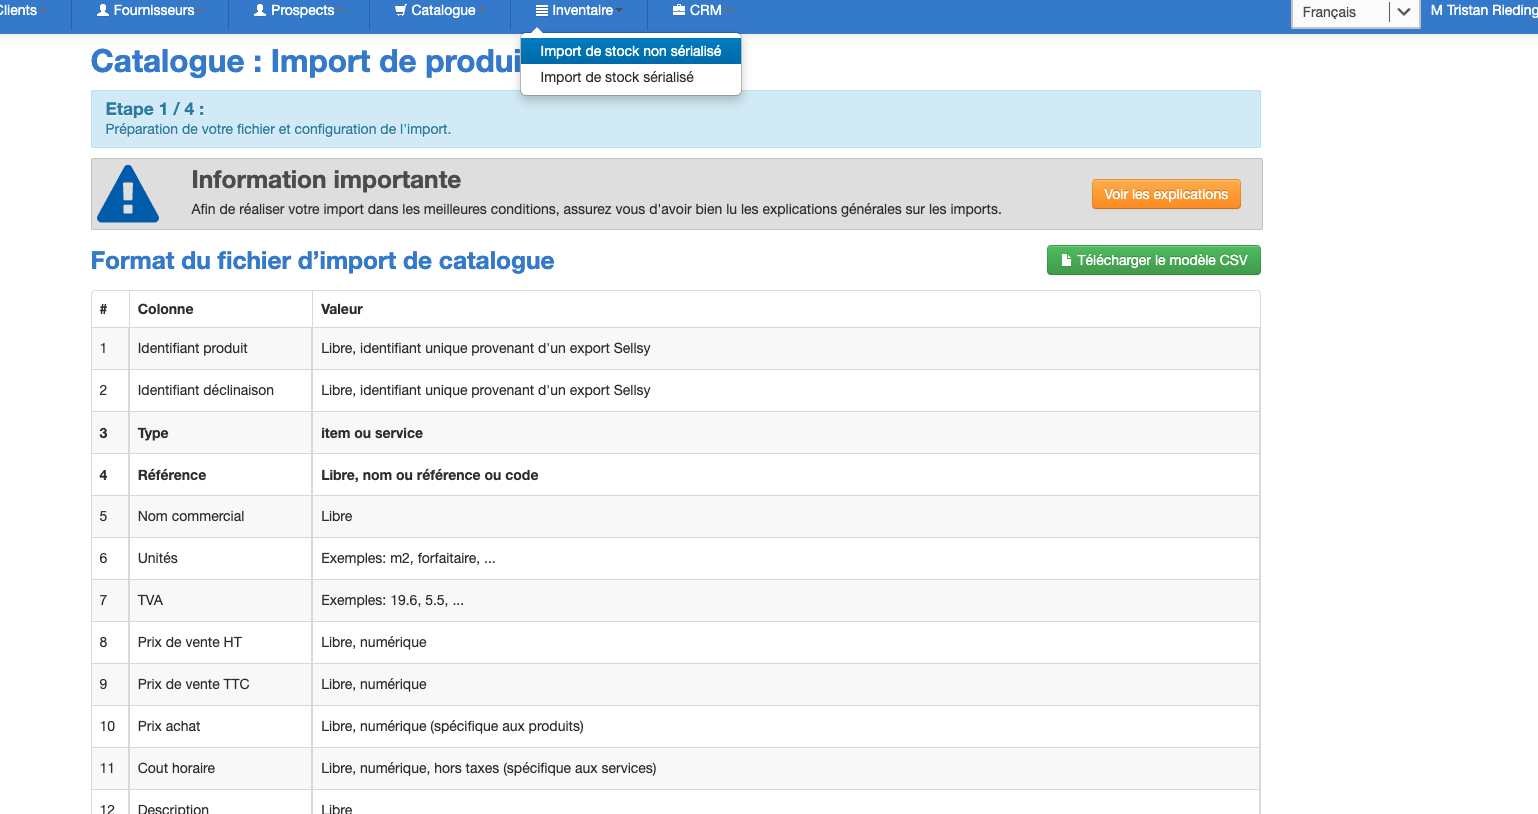 Fournisseurs
Prospects
Catalogue
Inventaire
CRM
Français
M Tristan
Import de stock non sérialisé
Import de stock sérialisé
Catalogue : Import de
Etape 1 / 4 :
Préparation de votre fichier et configuration de l'import.
Information importante
Afin de réaliser votre import dans les meilleures conditions, assurez vous d'avoir bien lu les explications générales sur les imports.
Voir les explications
Format du fichier d’import de catalogue
Télécharger le modèle CSV
# Colonne Valeur
1 Identifiant produit Libre, identifiant unique provenant d'un export Sellsy
2 Identifiant déclinaison Libre, identifiant unique provenant d'un export Sellsy
3 Type item ou service
4 Référence Libre, nom ou référence ou code
5 Nom commercial Libre
6 Unités Exemples: m2, forfaitaire, ...
7 TVA Exemples: 19.6, 5.5, ...
8 Prix de vente HT Libre, numérique
9 Prix de vente TTC Libre, numérique
10 Prix achat Libre, numérique (spécifique aux produits)
11 Cout horaire Libre, numérique, hors taxes (spécifique aux services)
12 Description Libre